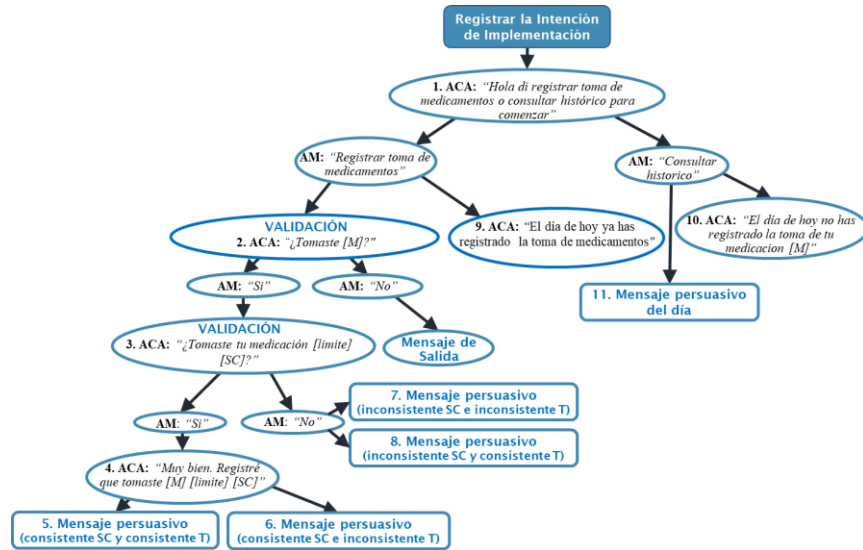 Registrar la Intención
de Implementación
1. ACA: “Hola di registrar toma de
medicamentos o consultar histórico para
comenzar”
AM: “Registrar toma de
medicamentos”
AM: “Consultar
historico”
VALIDACIÓN
2. ACA: “¿Tomaste [M]?”
9. ACA: “El día de hoy ya has
registrado la toma de medicamentos”
10. ACA: “El día de hoy no has
registrado la toma de tu
medicacion [M]”
AM: “Si”
AM: “No”
11. Mensaje persuasivo
del día
VALIDACIÓN
3. ACA: “¿Tomaste tu medicación [limite]
[SC]?”
Mensaje de
Salida
AM: “Si”
AM: “No”
7. Mensaje persuasivo
(inconsistente SC e inconsistente T)
8. Mensaje persuasivo
(inconsistente SC y consistente T)
4. ACA: “Muy bien. Registré
que tomaste [M] [limite] [SC]”
5. Mensaje persuasivo
(consistente SC y consistente T)
6. Mensaje persuasivo
(consistente SC e inconsistente T)